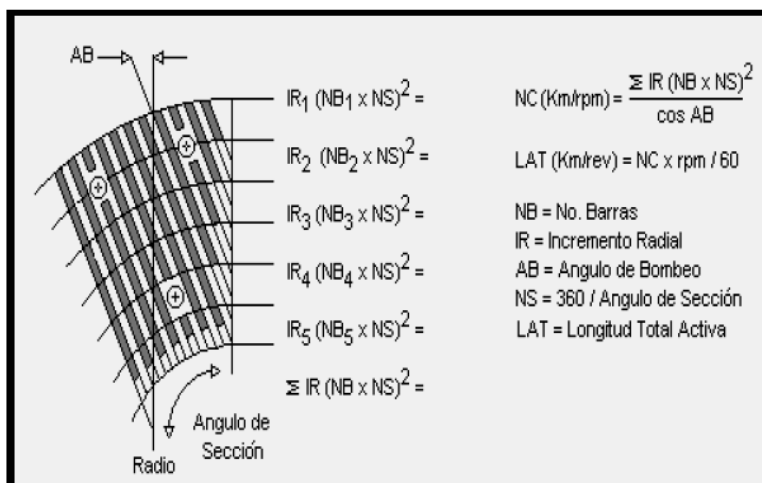 AB
IR₁ (NB₁ x NS)² =
IR₂ (NB₂ x NS)² =
IR₃ (NB₃ x NS)² =
IR₄ (NB₄ x NS)² =
IR₅ (NB₅ x NS)² =
Σ IR (NB x NS)² =
Angulo de
Sección
Radio
NC (Km/rpm) = Σ IR (NB x NS)² / cos AB
LAT (Km/rev) = NC x rpm / 60
NB = No. Barras
IR = Incremento Radial
AB = Angulo de Bombeo
NS = 360 / Angulo de Sección
LAT = Longitud Total Activa